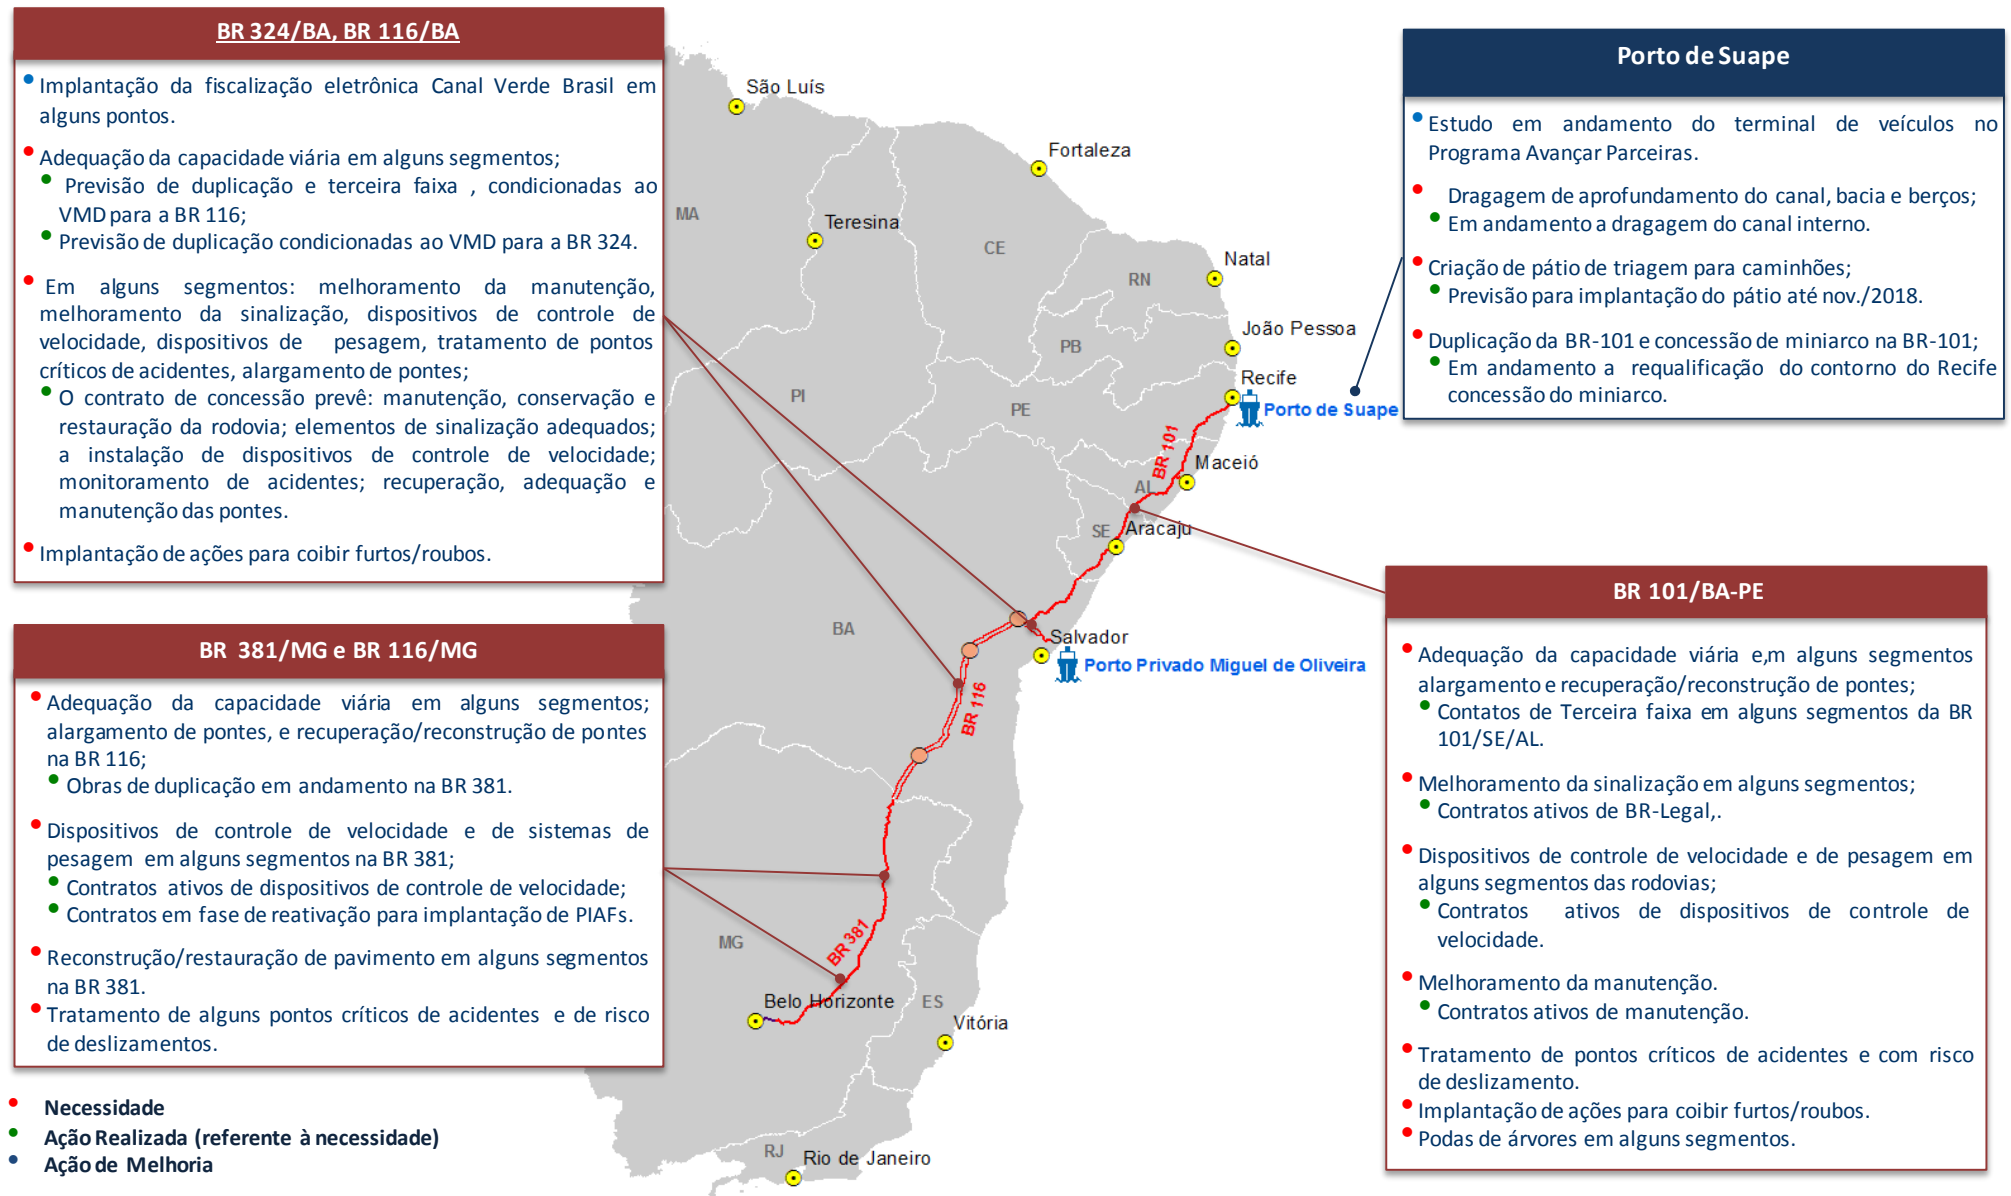 BR 324/BA, BR 116/BA
Implantação da fiscalização eletrônica Canal Verde Brasil em
alguns pontos.
Adequação da capacidade viária em alguns segmentos;
Previsão de duplicação e terceira faixa , condicionadas ao
VMD para a BR 116;
Previsão de duplicação condicionadas ao VMD para a BR 324.
Em alguns segmentos: melhoramento da manutenção,
melhoramento da sinalização, dispositivos de controle de
velocidade, dispositivos de pesagem, tratamento de pontos
críticos de acidentes, alargamento de pontes;
O contrato de concessão prevê: manutenção, conservação e
restauração da rodovia; elementos de sinalização adequados;
a instalação de dispositivos de controle de velocidade;
monitoramento de acidentes; recuperação, adequação e
manutenção das pontes.
Implantação de ações para coibir furtos/roubos.
BR 381/MG e BR 116/MG
Adequação da capacidade viária em alguns segmentos;
alargamento de pontes, e recuperação/reconstrução de pontes
na BR 116;
Obras de duplicação em andamento na BR 381.
Dispositivos de controle de velocidade e de sistemas de
pesagem em alguns segmentos na BR 381;
Contratos ativos de dispositivos de controle de velocidade;
Contratos em fase de reativação para implantação de PIAFs.
Reconstrução/restauração de pavimento em alguns segmentos
na BR 381.
Tratamento de alguns pontos críticos de acidentes e de risco
de deslizamentos.
Necessidade
Ação Realizada (referente à necessidade)
Ação de Melhoria
São Luís
Fortaleza
MA
Teresina
CE
Natal
RN
João Pessoa
PB
Recife
PI
PE
Porto de Suape
BR 101
Maceió
AL
SE
Aracaju
BA
Salvador
Porto Privado Miguel de Oliveira
BR 116
BR 381
MG
Belo Horizonte
ES
Vitória
RJ
Rio de Janeiro
Porto de Suape
Estudo em andamento do terminal de veículos no
Programa Avançar Parceiras.
Dragagem de aprofundamento do canal, bacia e berços;
Em andamento a dragagem do canal interno.
Criação de pátio de triagem para caminhões;
Previsão para implantação do pátio até nov./2018.
Duplicação da BR-101 e concessão de miniarco na BR-101;
Em andamento a requalificação do contorno do Recife
concessão do miniarco.
BR 101/BA-PE
Adequação da capacidade viária e,m alguns segmentos
alargamento e recuperação/reconstrução de pontes;
Contatos de Terceira faixa em alguns segmentos da BR
101/SE/AL.
Melhoramento da sinalização em alguns segmentos;
Contratos ativos de BR-Legal,.
Dispositivos de controle de velocidade e de pesagem em
alguns segmentos das rodovias;
Contratos ativos de dispositivos de controle de
velocidade.
Melhoramento da manutenção.
Contratos ativos de manutenção.
Tratamento de pontos críticos de acidentes e com risco
de deslizamento.
Implantação de ações para coibir furtos/roubos.
Podas de árvores em alguns segmentos.